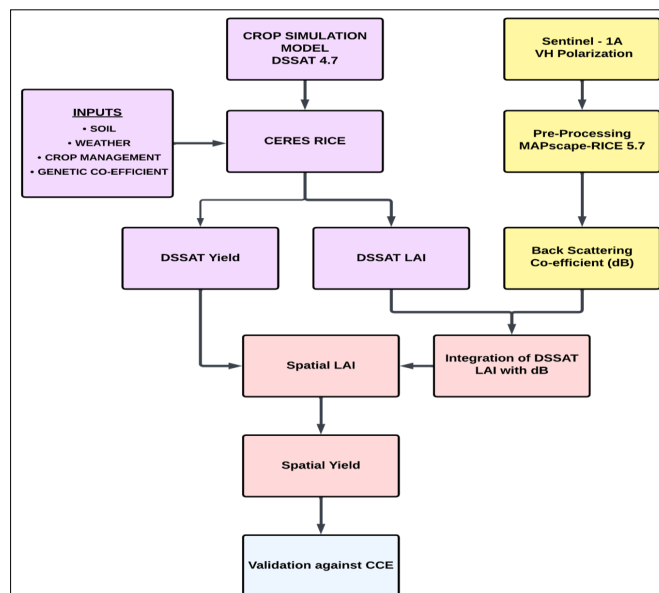 CROP SIMULATION
MODEL
DSSAT 4.7
Sentinel - 1A
VH Polarization
INPUTS
• SOIL
• WEATHER
• CROP MANAGEMENT
• GENETIC CO-EFFICIENT
CERES RICE
Pre-Processing
MAPscape-RICE 5.7
DSSAT Yield
DSSAT LAI
Back Scattering
Co-efficient (dB)
Spatial LAI
Integration of DSSAT
LAI with dB
Spatial Yield
Validation against CCE